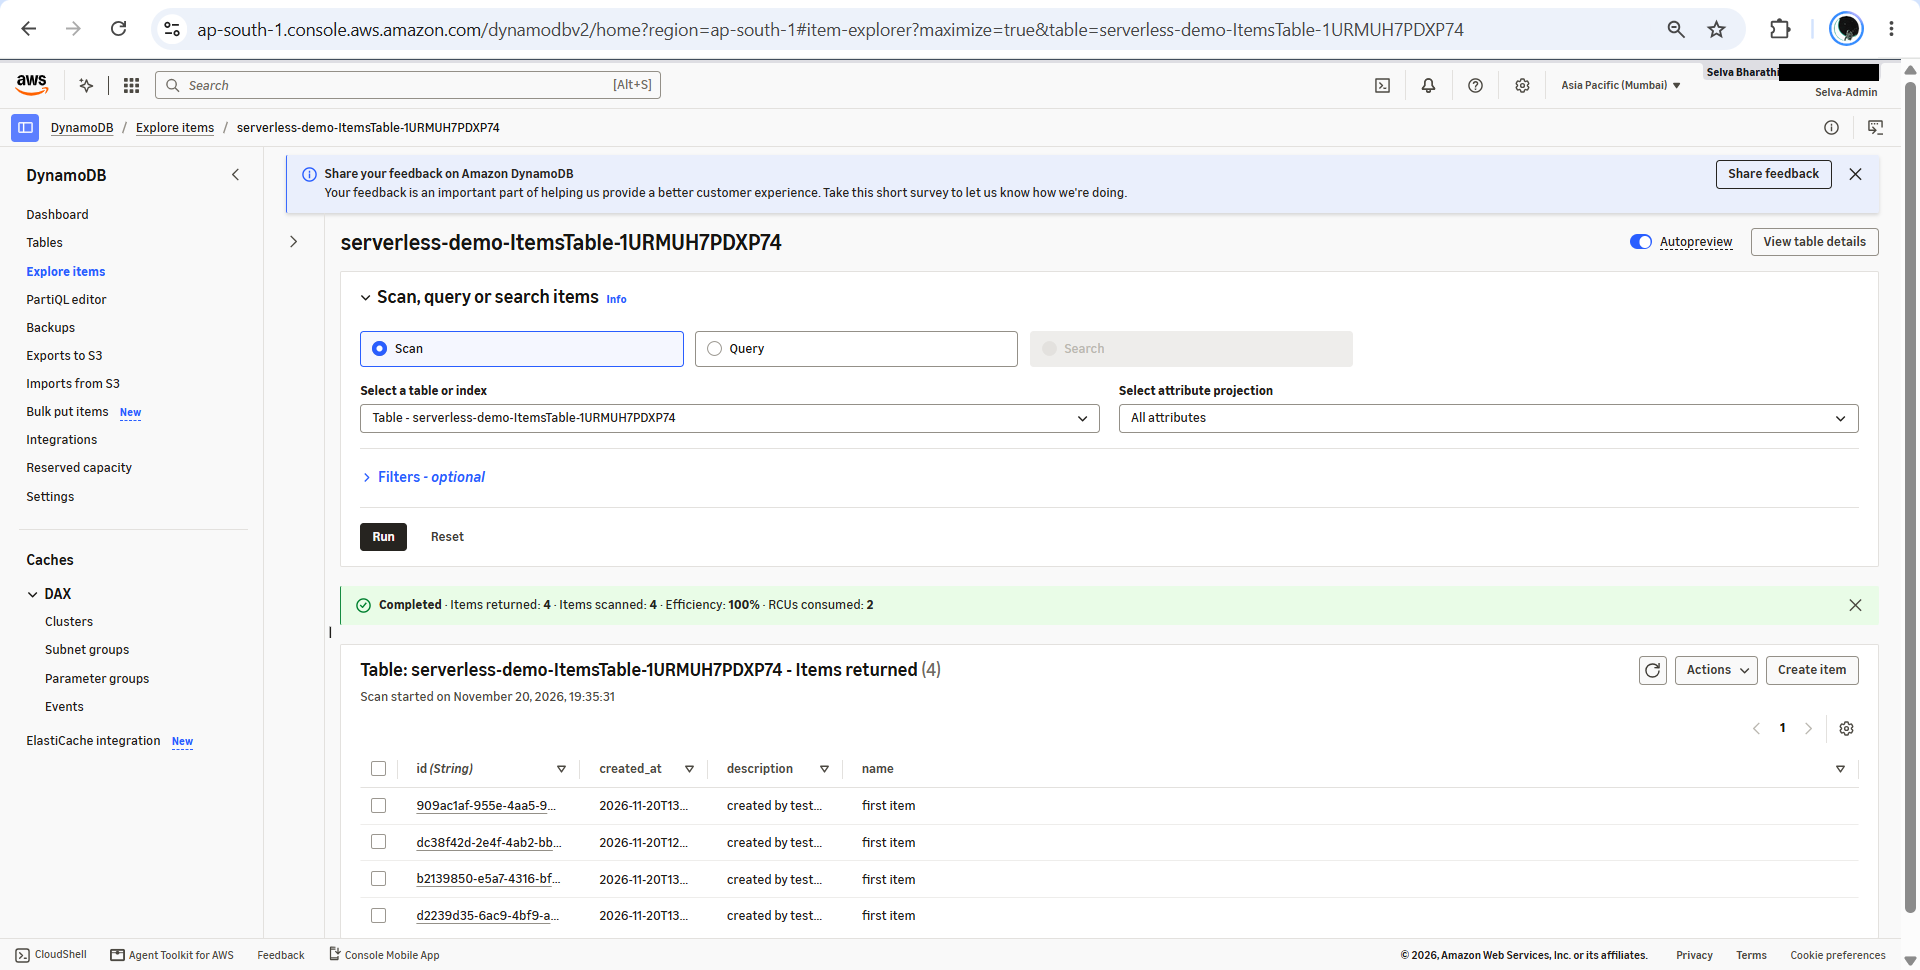 ap-south-1.console.aws.amazon.com/dynamodbv2/home?region=ap-south-1#item-explorer?maximize=true&table=serverless-demo-ItemsTable-1URMUH7PDXP74
aws
Search
[Alt+S]
Asia Pacific (Mumbai)
Selva Bharathi
Selva-Admin
DynamoDB / Explore items / serverless-demo-ItemsTable-1URMUH7PDXP74
DynamoDB
Dashboard
Tables
Explore items
PartiQL editor
Backups
Exports to S3
Imports from S3
Bulk put items New
Integrations
Reserved capacity
Settings
Caches
DAX
Clusters
Subnet groups
Parameter groups
Events
ElastiCache integration New
Share your feedback on Amazon DynamoDB
Your feedback is an important part of helping us provide a better customer experience. Take this short survey to let us know how we're doing.
Share feedback
serverless-demo-ItemsTable-1URMUH7PDXP74
Autopreview
View table details
Scan, query or search items Info
Scan
Query
Search
Select a table or index
Table - serverless-demo-ItemsTable-1URMUH7PDXP74
Select attribute projection
All attributes
Filters - optional
Run
Reset
Completed · Items returned: 4 · Items scanned: 4 · Efficiency: 100% · RCUs consumed: 2
Table: serverless-demo-ItemsTable-1URMUH7PDXP74 - Items returned (4)
Scan started on November 20, 2026, 19:35:31
Actions
Create item
1
id (String) created_at description name
909ac1af-955e-4aa5-9... 2026-11-20T13... created by test... first item
dc38f42d-2e4f-4ab2-bb... 2026-11-20T12... created by test... first item
b2139850-e5a7-4316-bf... 2026-11-20T13... created by test... first item
d2239d35-6ac9-4bf9-a... 2026-11-20T13... created by test... first item
CloudShell
Agent Toolkit for AWS
Feedback
Console Mobile App
© 2026, Amazon Web Services, Inc. or its affiliates.
Privacy
Terms
Cookie preferences